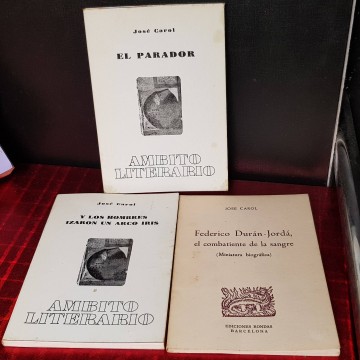 José Carol
EL PARADOR
AMBITO
LITERARIO
José Carol
Y LOS HOMBRES
IZARON UN ARCO IRIS
AMBITO
LITERARIO
JOSE CAROL
Federico Durán-Jordá,
el combatiente de la sangre
(Miniatura biográfica)
EDICIONES RONDAS
BARCELONA